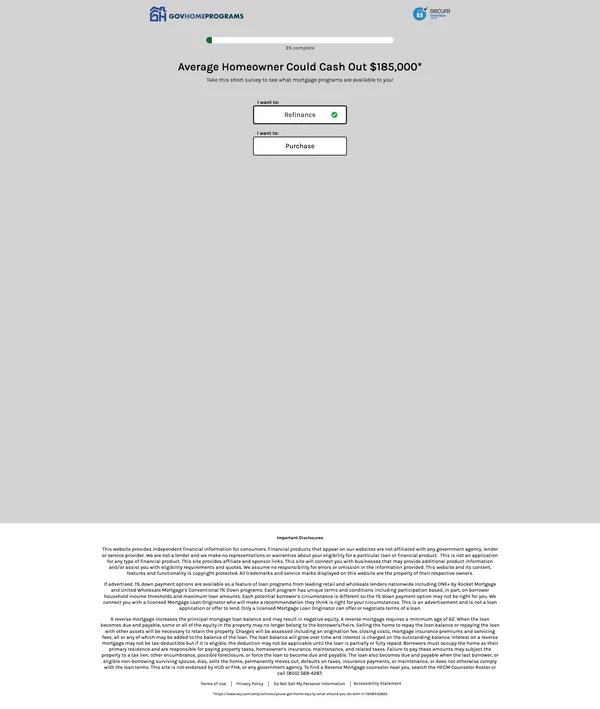 GOVHOMEPROGRAMS
secure
3% complete
Average Homeowner Could Cash Out $185,000*
Take this short survey to see what mortgage programs are available to you!
I want to:
Refinance
I want to:
Purchase
Important Disclosures
This website provides independent financial information for consumers. Financial products that appear on our websites are not affiliated with any government agency, lender
or service provider. We are not a lender and we make no representations or warranties about your eligibility for a particular loan or financial product. This is not an application
for any type of financial product. This site provides affiliate and sponsor links. This site will connect you with businesses that may provide additional product information
and/or assist you with eligibility requirements and quotes. We assume no responsibility for errors or omission in the information provided. This website and its content,
features and functionality is copyright protected. All trademarks and service marks displayed on this website are the property of their respective owners.
If advertised, 1% down payment options are available as a feature of loan programs from leading retail and wholesale lenders nationwide including ONE+ by Rocket Mortgage
and United Wholesale Mortgage's Conventional 1% Down programs. Each program has unique terms and conditions including participation based, in part, on borrower
household income thresholds and maximum loan amounts. Each potential borrower's circumstance is different so the 1% down payment option may not be right for you. We
connect you with a licensed Mortgage Loan Originator who will make a recommendation they think is right for your circumstances. This is an advertisement and is not a loan
application or offer to lend. Only a licensed Mortgage Loan Originator can offer or negotiate terms of a loan.
A reverse mortgage increases the principal mortgage loan balance and may result in negative equity. A reverse mortgage requires a minimum age of 62. When the loan
becomes due and payable, some or all of the equity in the property may no longer belong to the borrower's/heirs. Selling the home to repay the loan balance or repaying the loan
with other assets will be necessary to retain the property. Charges will be assessed including an origination fee, closing costs, mortgage insurance premiums and servicing
fees, all or any of which may be added to the balance of the loan. The loan balance will grow over time and interest is charged on the outstanding balance. Interest on a reverse
mortgage may not be tax-deductible but if it is eligible, the deduction may not be applicable until the loan is partially or fully repaid. Borrowers must occupy the home as their
primary residence and are responsible for paying property taxes, homeowner's insurance, maintenance, and related taxes. Failure to pay these amounts may subject the
property to a tax lien, other encumbrance, possible foreclosure, or force the loan to become due and payable. The loan also becomes due and payable when the last borrower, or
eligible non-borrowing surviving spouse, dies, sells the home, permanently moves out, defaults on taxes, insurance payments, or maintenance, or does not otherwise comply
with the loan terms. This site is not endorsed by HUD or FHA, or any government agency. To find a Reverse Mortgage counselor near you, search the HECM Counselor Roster or
call (800) 569-4287.
Terms of Use | Privacy Policy | Do Not Sell My Personal Information | Accessibility Statement